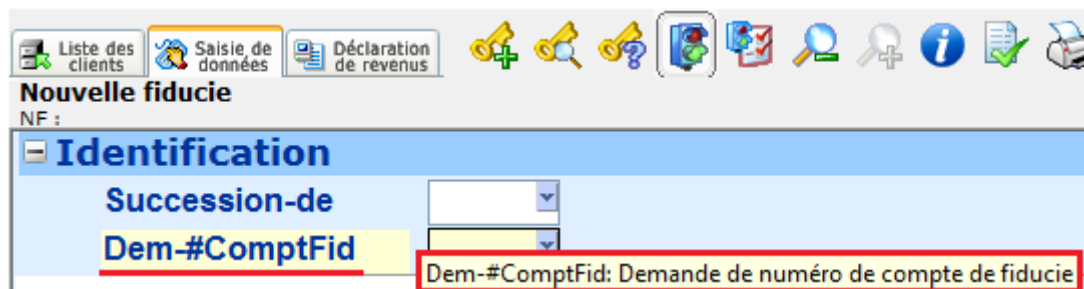 Liste des clients
Saisie de données
Déclaration de revenus
Nouvelle fiducie
NF :
Identification
Succession-de
Dem-#ComptFid
Dem-#ComptFid: Demande de numéro de compte de fiducie